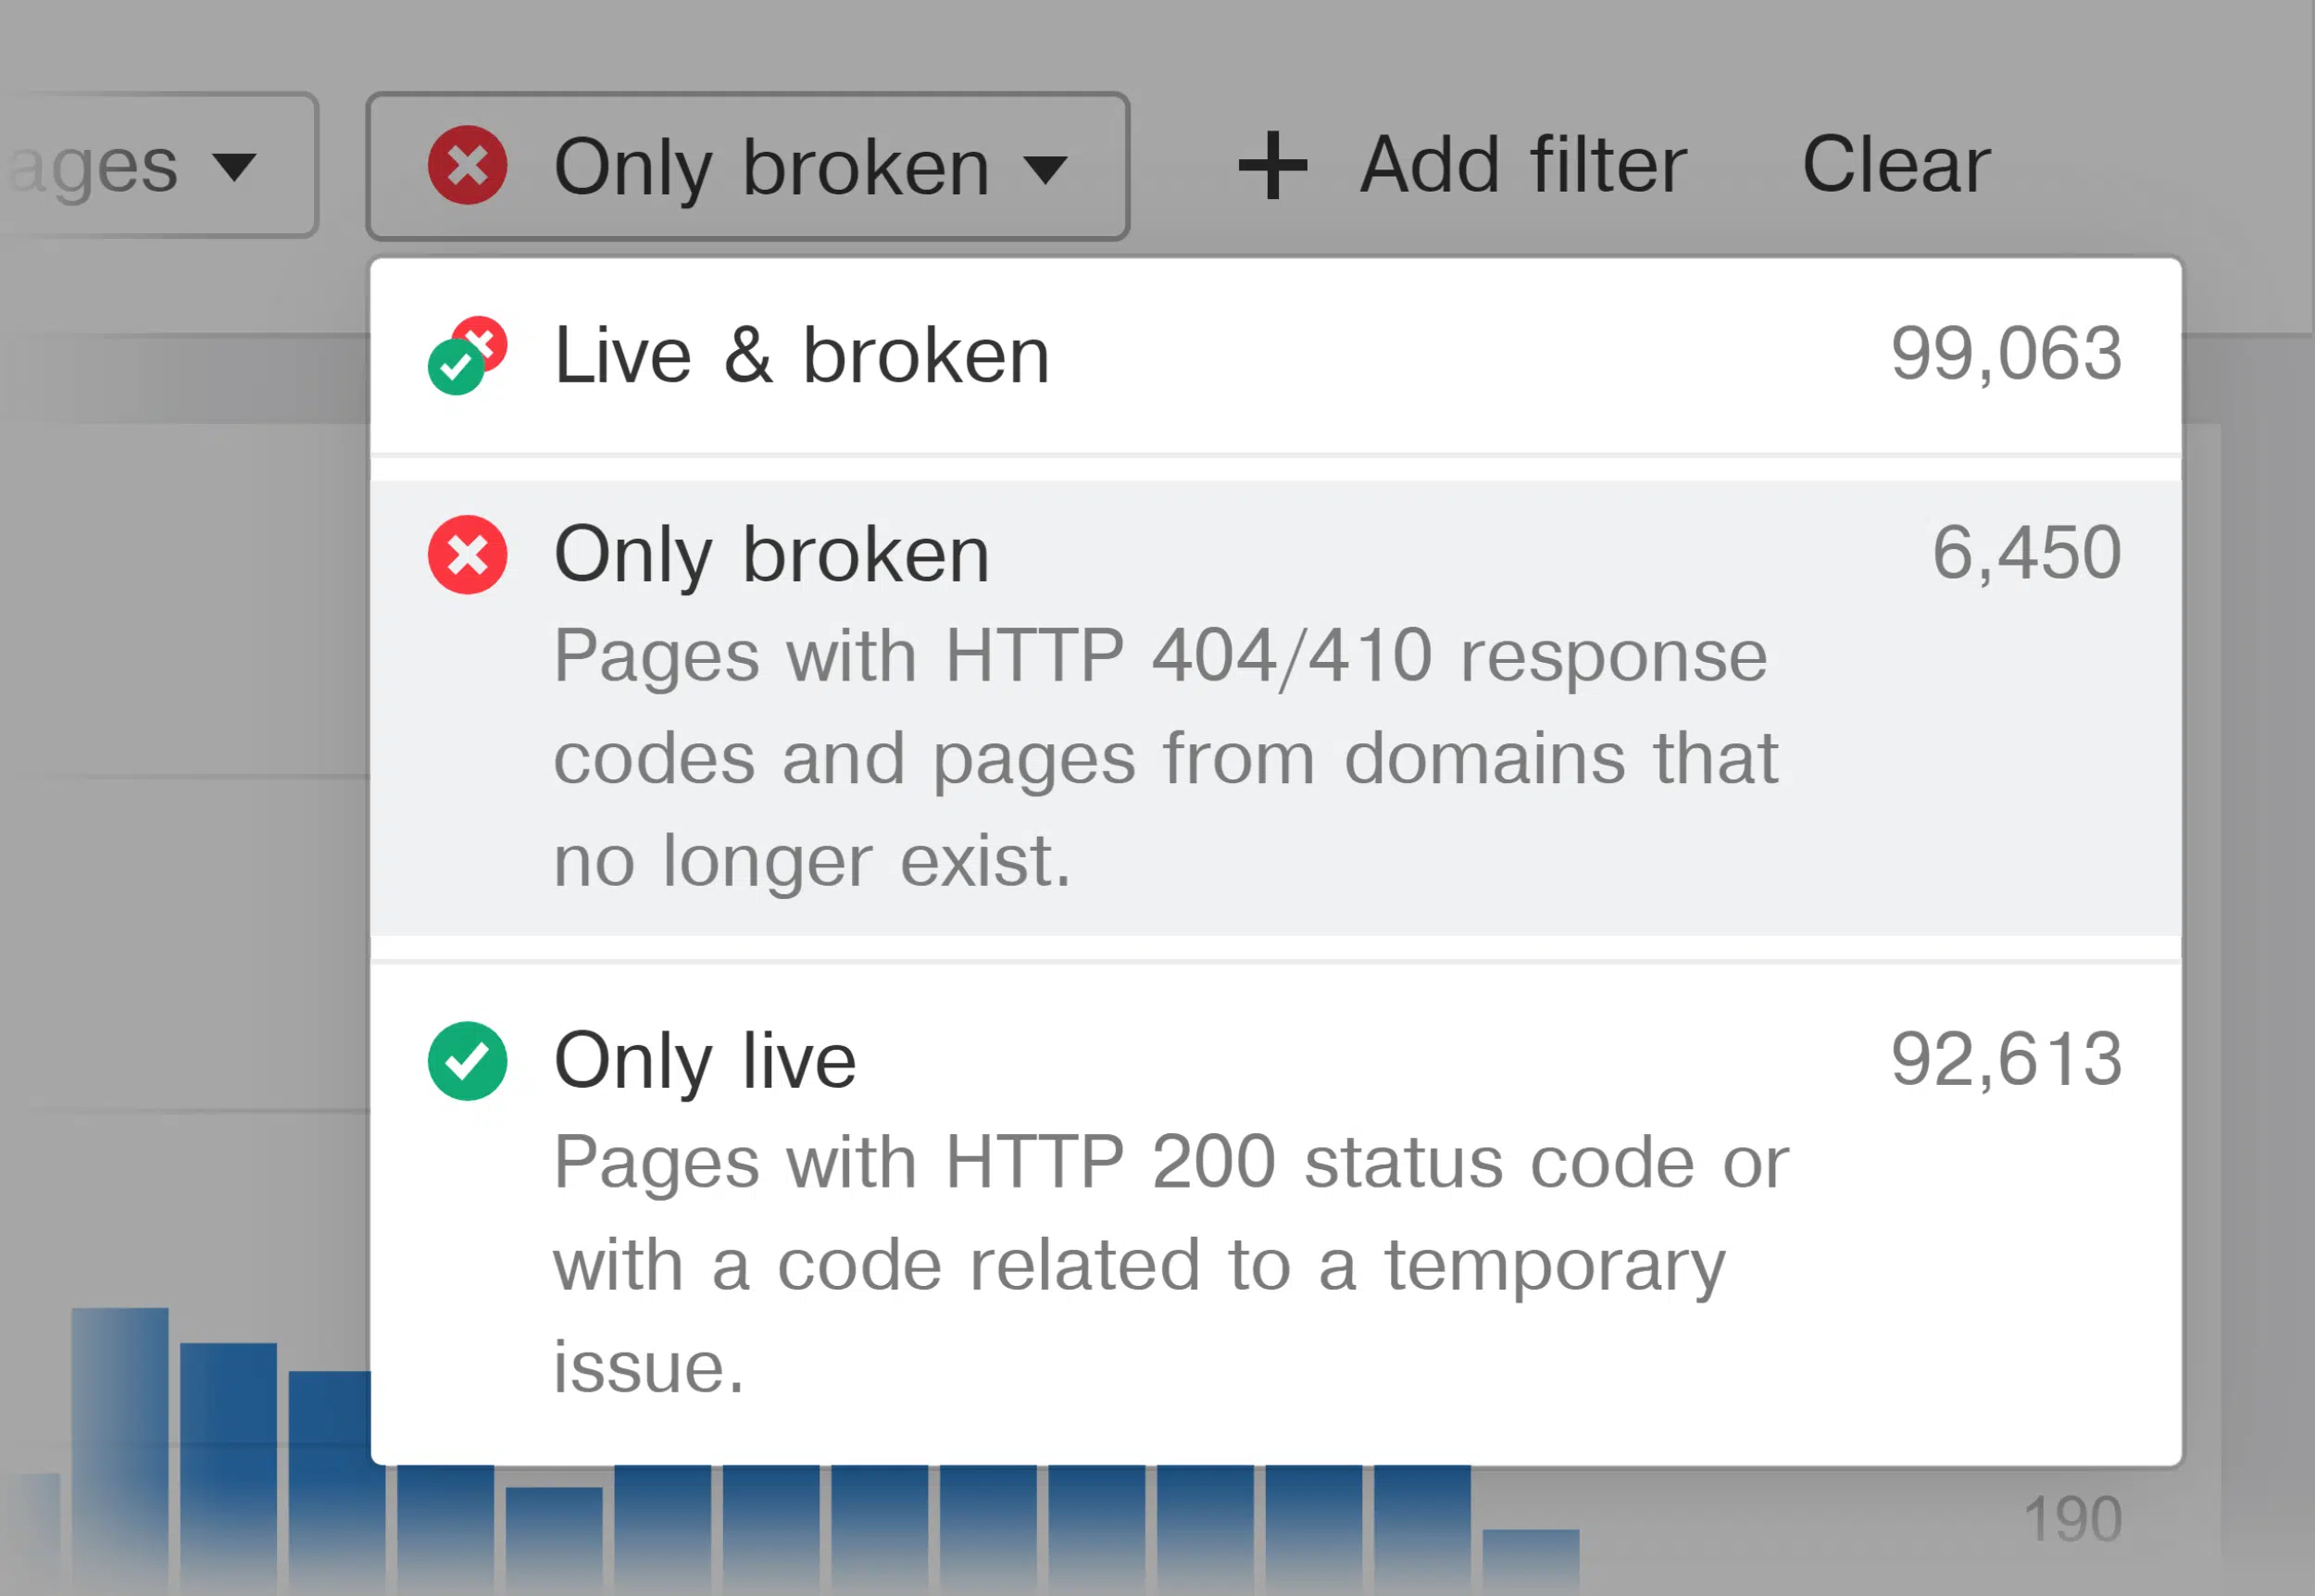 ages
Only broken
+ Add filter
Clear
Live & broken
99,063
Only broken
6,450
Pages with HTTP 404/410 response
codes and pages from domains that
no longer exist.
Only live
92,613
Pages with HTTP 200 status code or
with a code related to a temporary
issue.
190